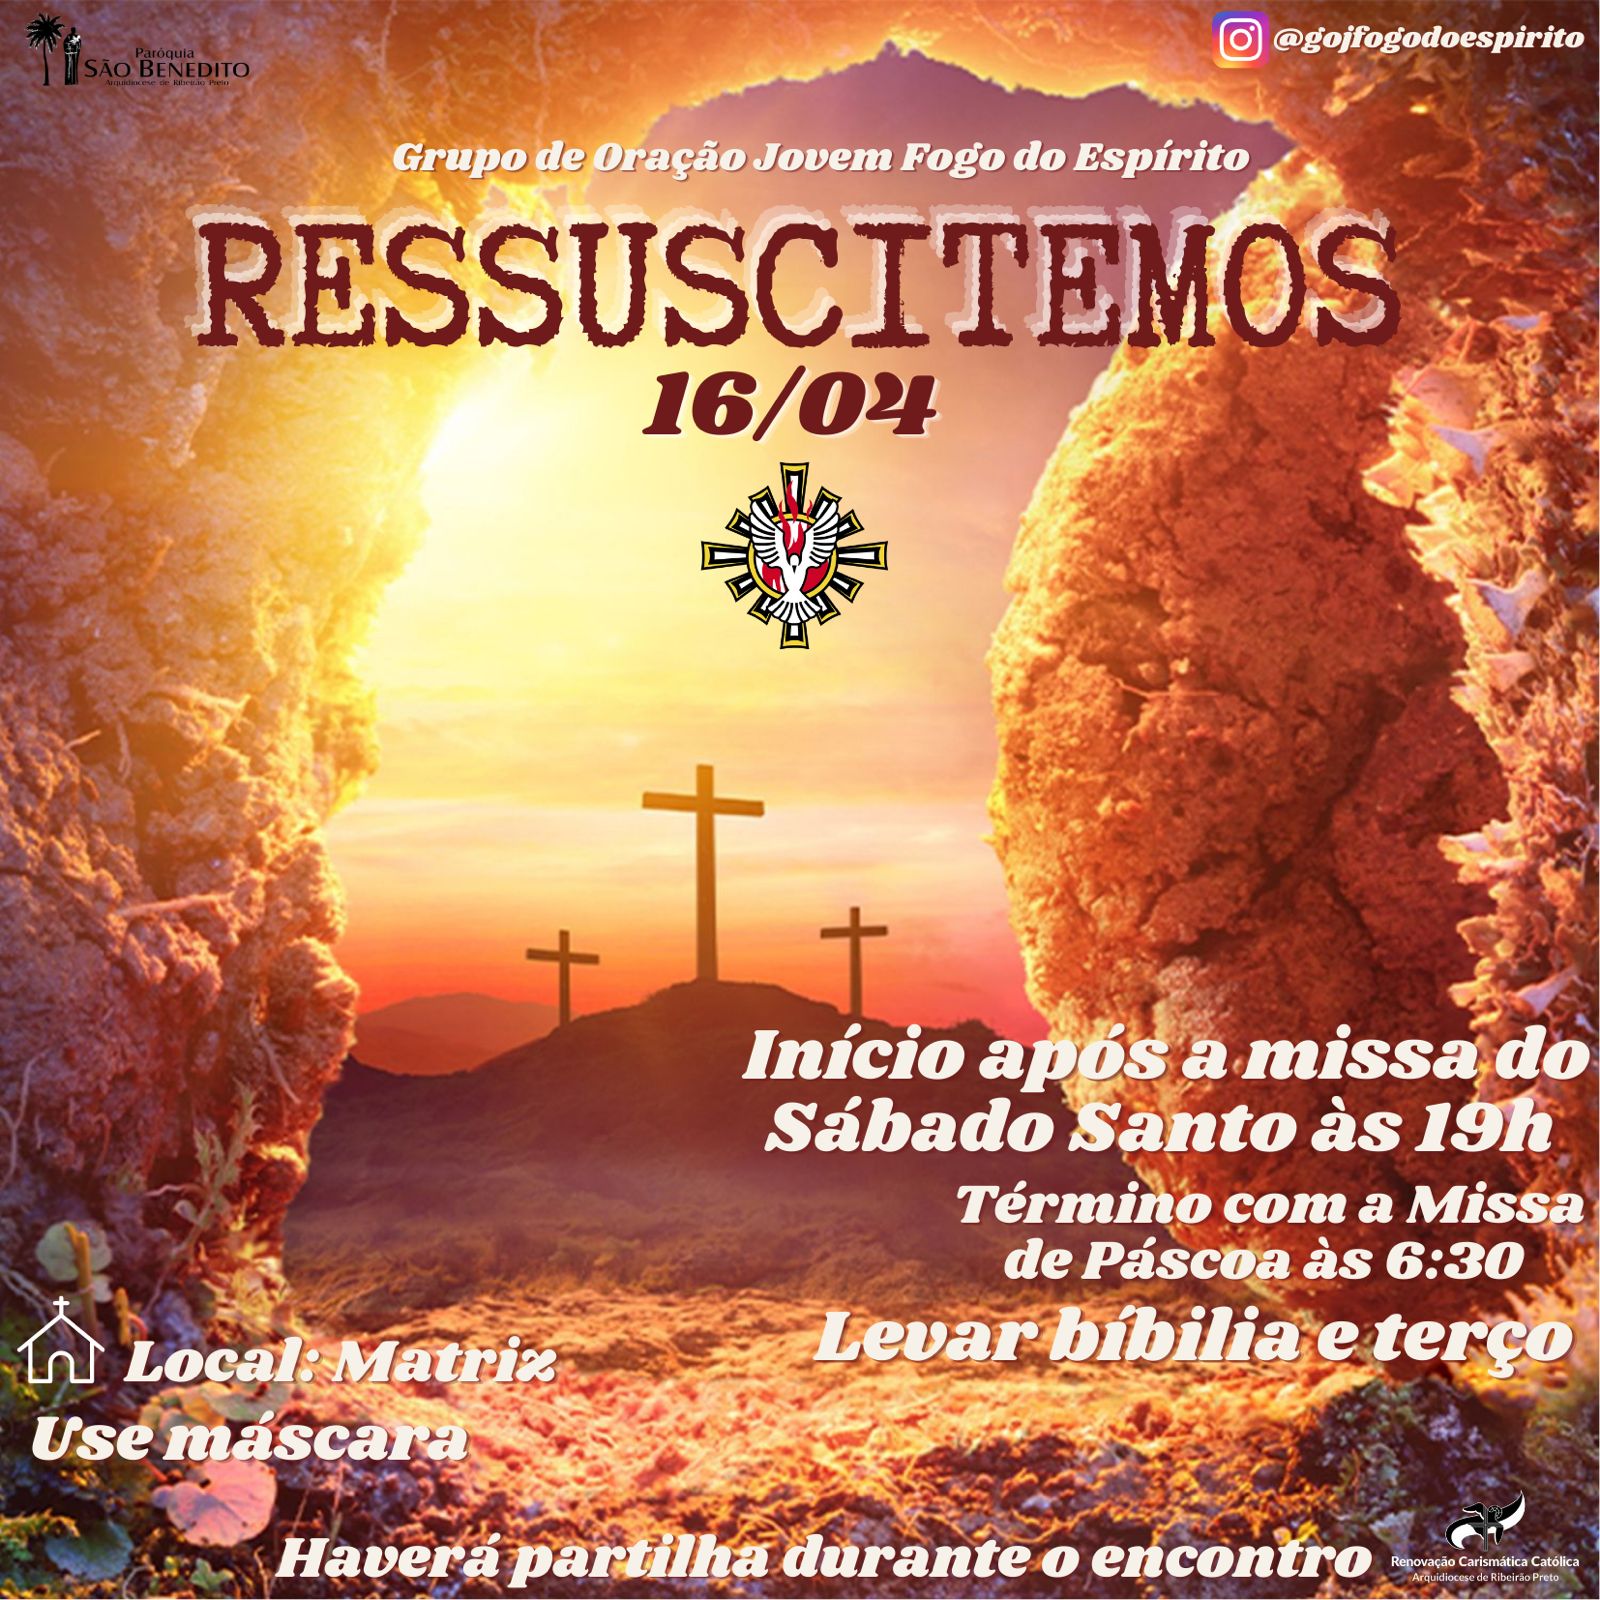 Paróquia
SÃO BENEDITO
Arquidiocese de Ribeirão Preto
@gojfogodoespirito
Grupo de Oração Jovem Fogo do Espírito
RESSUSCITEMOS
16/04
Início após a missa do
Sábado Santo às 19h
Término com a Missa
de Páscoa às 6:30
Levar bíbilia e terço
Local: Matriz
Use máscara
Haverá partilha durante o encontro
Renovação Carismática Católica
Arquidiocese de Ribeirão Preto